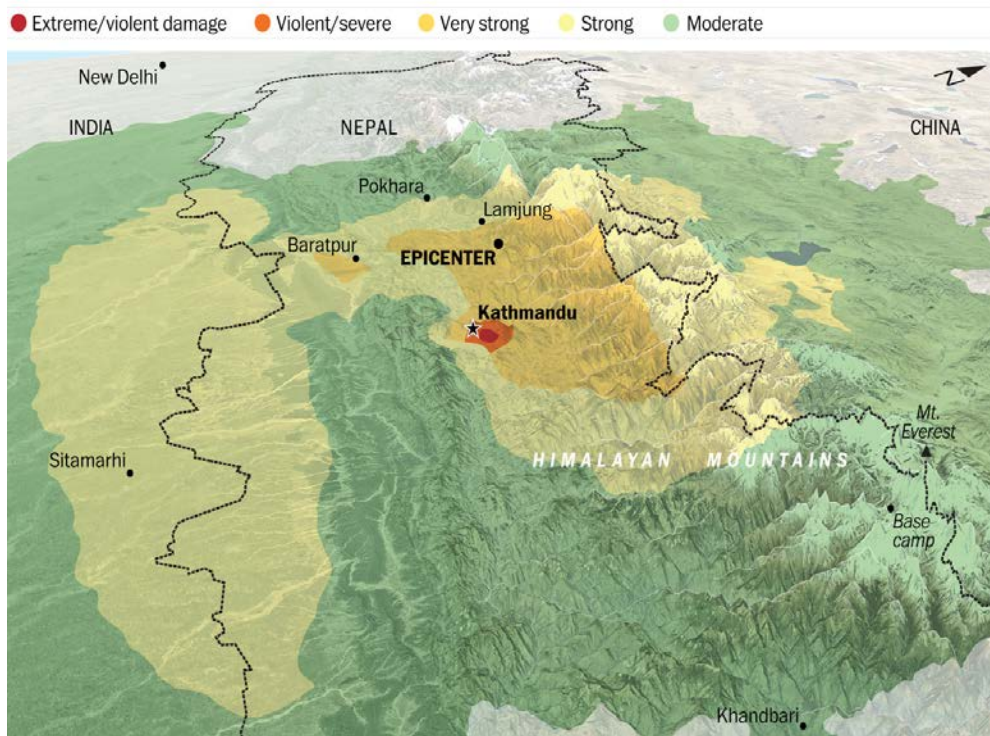 Extreme/violent damage
Violent/severe
Very strong
Strong
Moderate
New Delhi
INDIA
NEPAL
CHINA
N
Pokhara
Lamjung
Baratpur
EPICENTER
Kathmandu
Mt.
Everest
Sitamarhi
HIMALAYAN MOUNTAINS
Base
camp
Khandbari